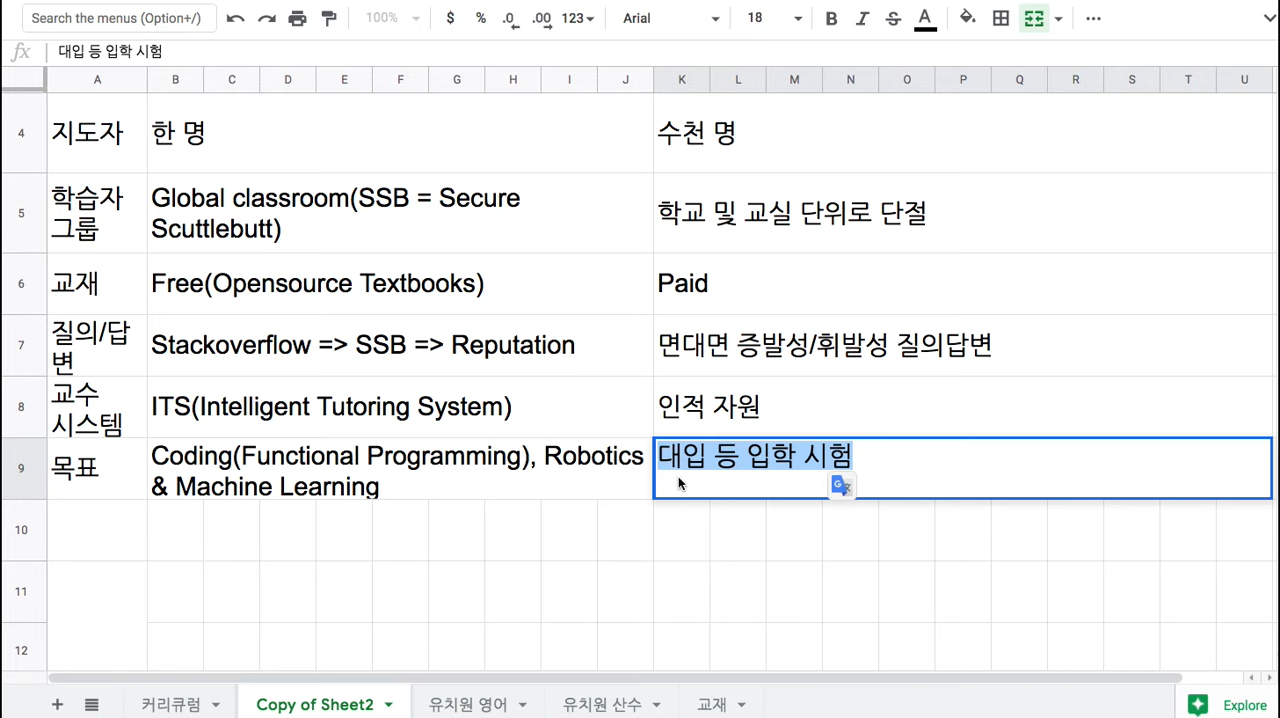 Search the menus (Option+/)
100%
$ % .0 .00 123
Arial
18
B I S A
fx 대입 등 입학 시험
A B C D E F G H I J K L M N O P Q R S T U
4 지도자 한 명 수천 명
5 학습자
그룹
Global classroom(SSB = Secure
Scuttlebutt)
학교 및 교실 단위로 단절
6 교재 Free(Opensource Textbooks) Paid
7 질의/답
변
Stackoverflow => SSB => Reputation
면대면 증발성/휘발성 질의답변
8 교수
시스템
ITS(Intelligent Tutoring System)
인적 자원
9 목표
Coding(Functional Programming), Robotics
& Machine Learning
대입 등 입학 시험
10
11
12
커리큐럼 Copy of Sheet2 유치원 영어 유치원 산수 교재 Explore